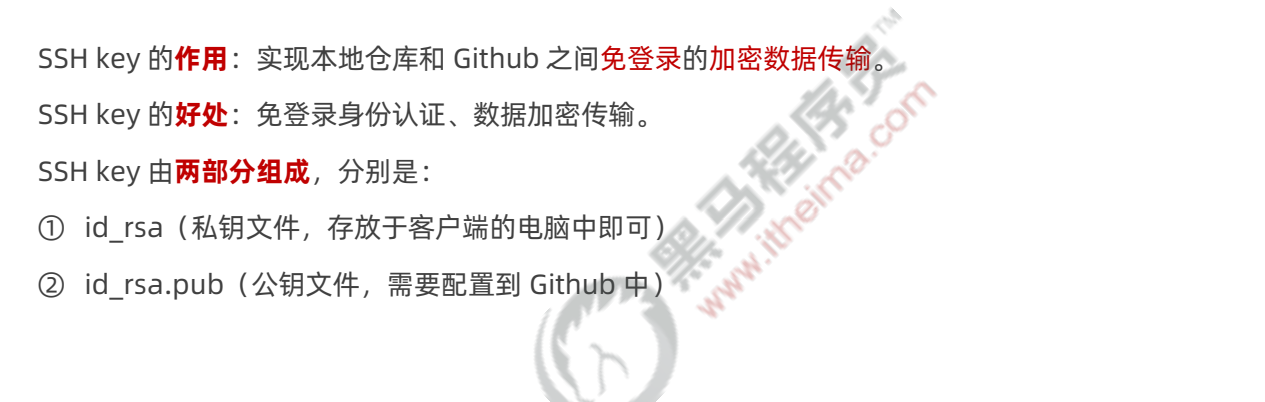 SSH key 的作用：实现本地仓库和 Github 之间免登录的加密数据传输。
SSH key 的好处：免登录身份认证、数据加密传输。
SSH key 由两部分组成，分别是：
① id_rsa（私钥文件，存放于客户端的电脑中即可）
② id_rsa.pub（公钥文件，需要配置到 Github 中）
黑马程序员™
www.itheima.com